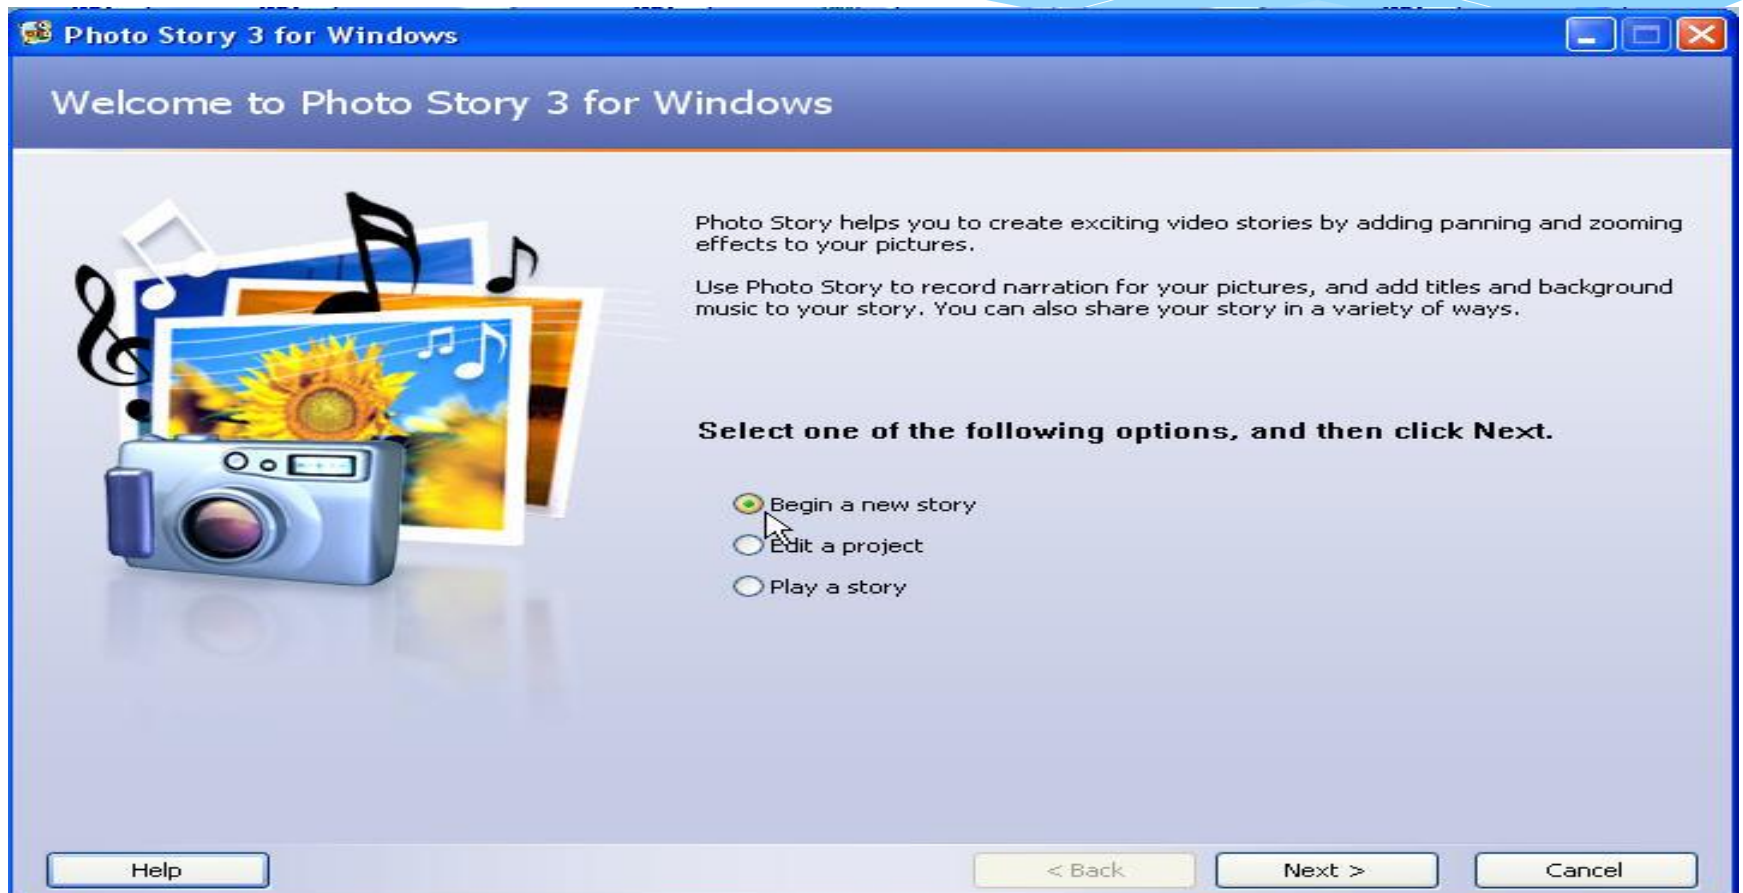 Photo Story 3 for Windows
Welcome to Photo Story 3 for Windows
Photo Story helps you to create exciting video stories by adding panning and zooming
effects to your pictures.
Use Photo Story to record narration for your pictures, and add titles and background
music to your story. You can also share your story in a variety of ways.
Select one of the following options, and then click Next.
Begin a new story
Edit a project
Play a story
Help
< Back
Next >
Cancel